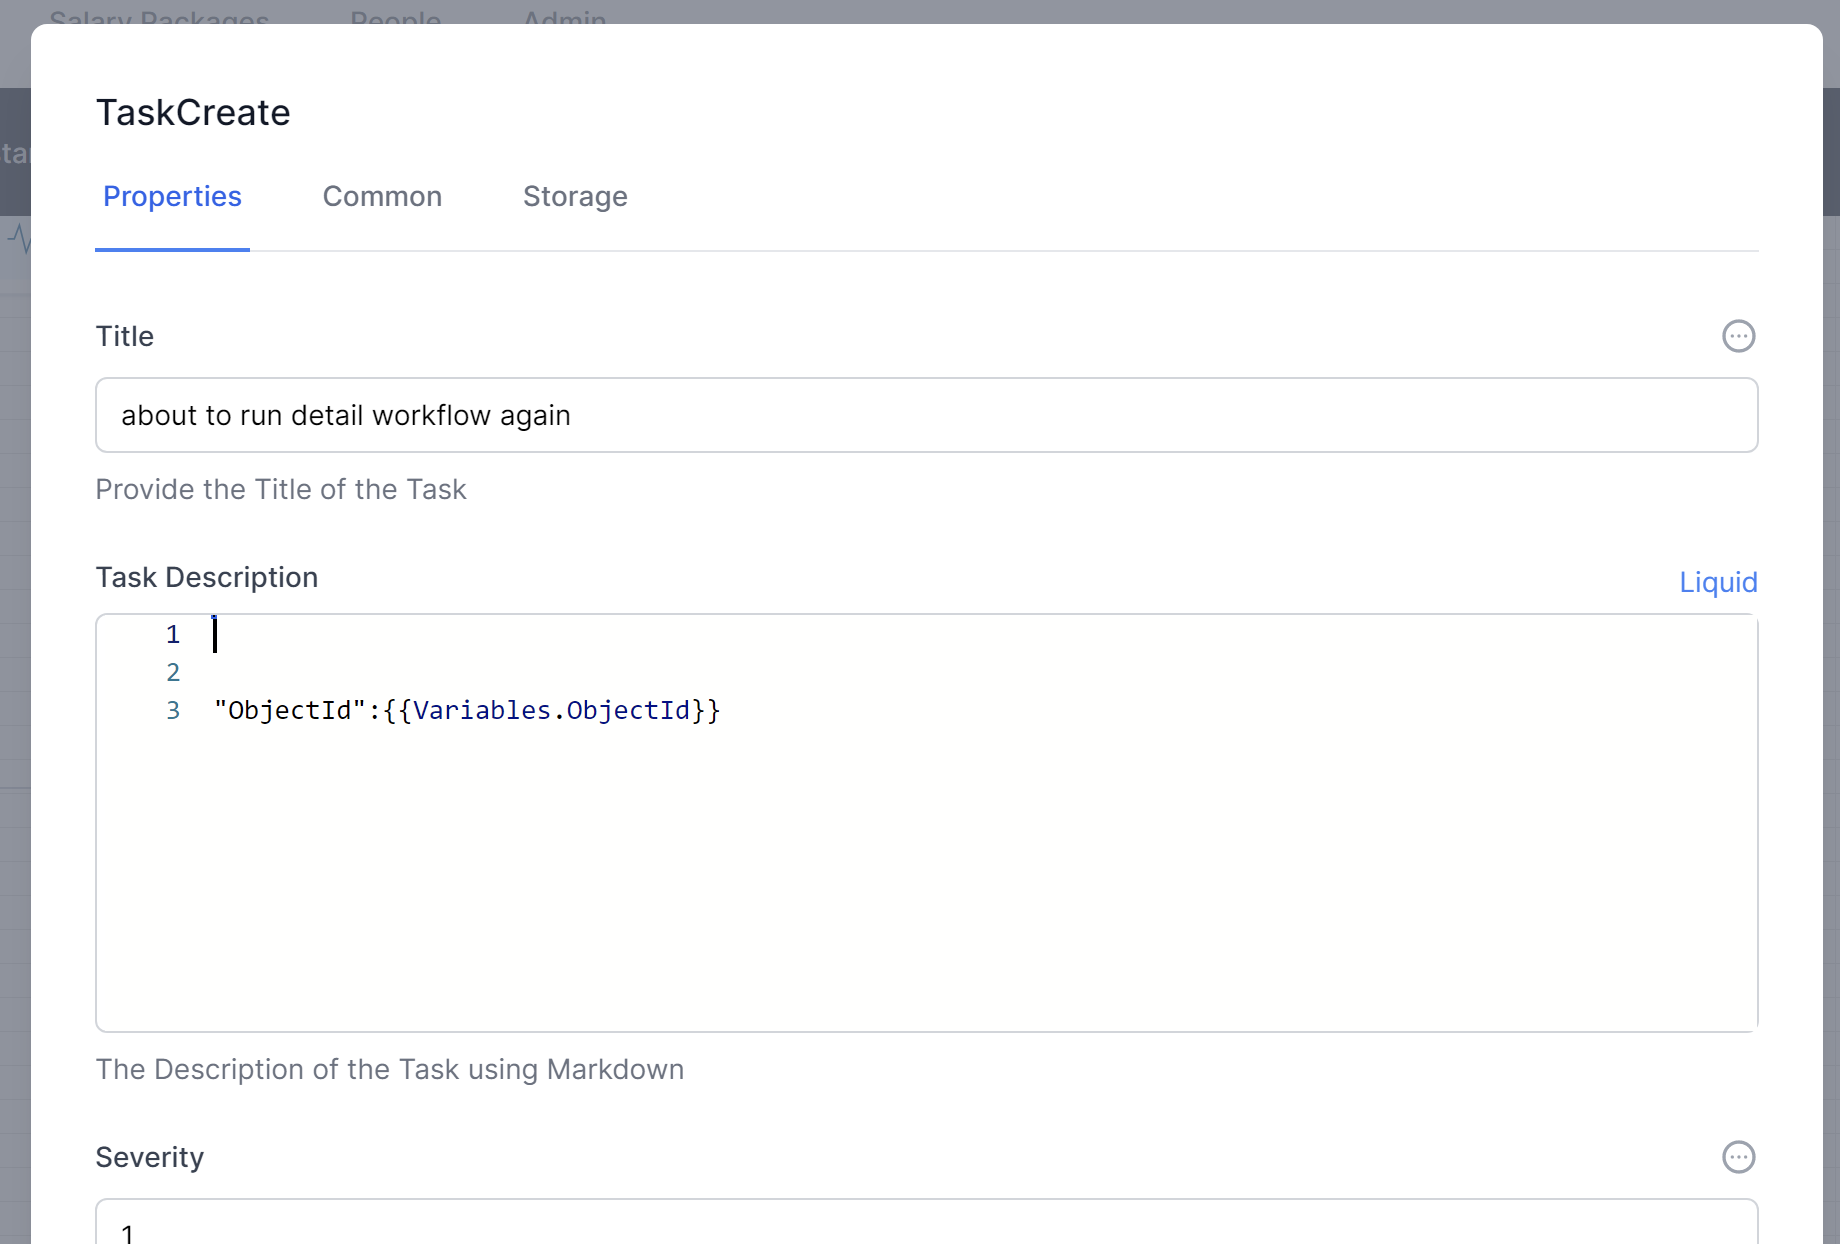 Salary Packages People Admin
TaskCreate
Properties Common Storage
Title
about to run detail workflow again
Provide the Title of the Task
Task Description
Liquid
1
2
3 "ObjectId":{{Variables.ObjectId}}
The Description of the Task using Markdown
Severity
1